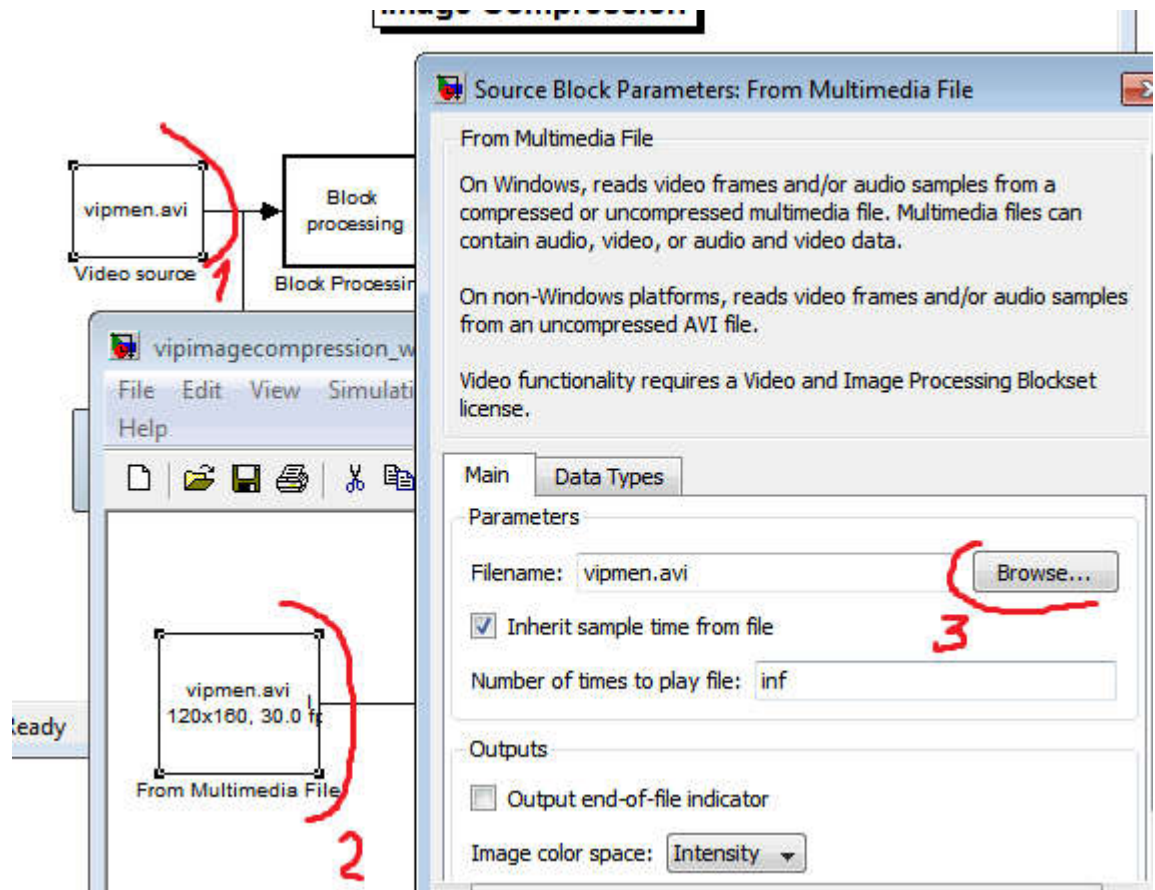 Image Compression
Source Block Parameters: From Multimedia File
From Multimedia File
On Windows, reads video frames and/or audio samples from a
compressed or uncompressed multimedia file. Multimedia files can
contain audio, video, or audio and video data.
On non-Windows platforms, reads video frames and/or audio samples
from an uncompressed AVI file.
Video functionality requires a Video and Image Processing Blockset
license.
Main
Data Types
Parameters
Filename: vipmen.avi
Browse...
3
Inherit sample time from file
Number of times to play file: inf
Outputs
Output end-of-file indicator
Image color space: Intensity
vipmen.avi
Video source
1
Block
processing
Block Processin
vipimagecompression_w
File Edit View Simulati
Help
vipmen.avi
120x160, 30.0 f
I
From Multimedia File
2
eady